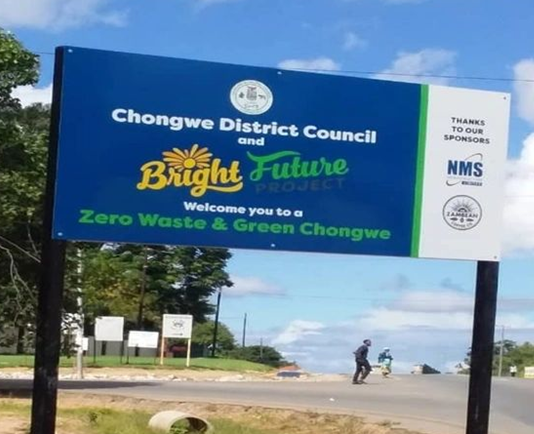 Chongwe District Council
and
Bright Future
PROJECT
Welcome you to a
Zero Waste & Green Chongwe
THANKS
TO OUR
SPONSORS
NMS
ZAMBEAN